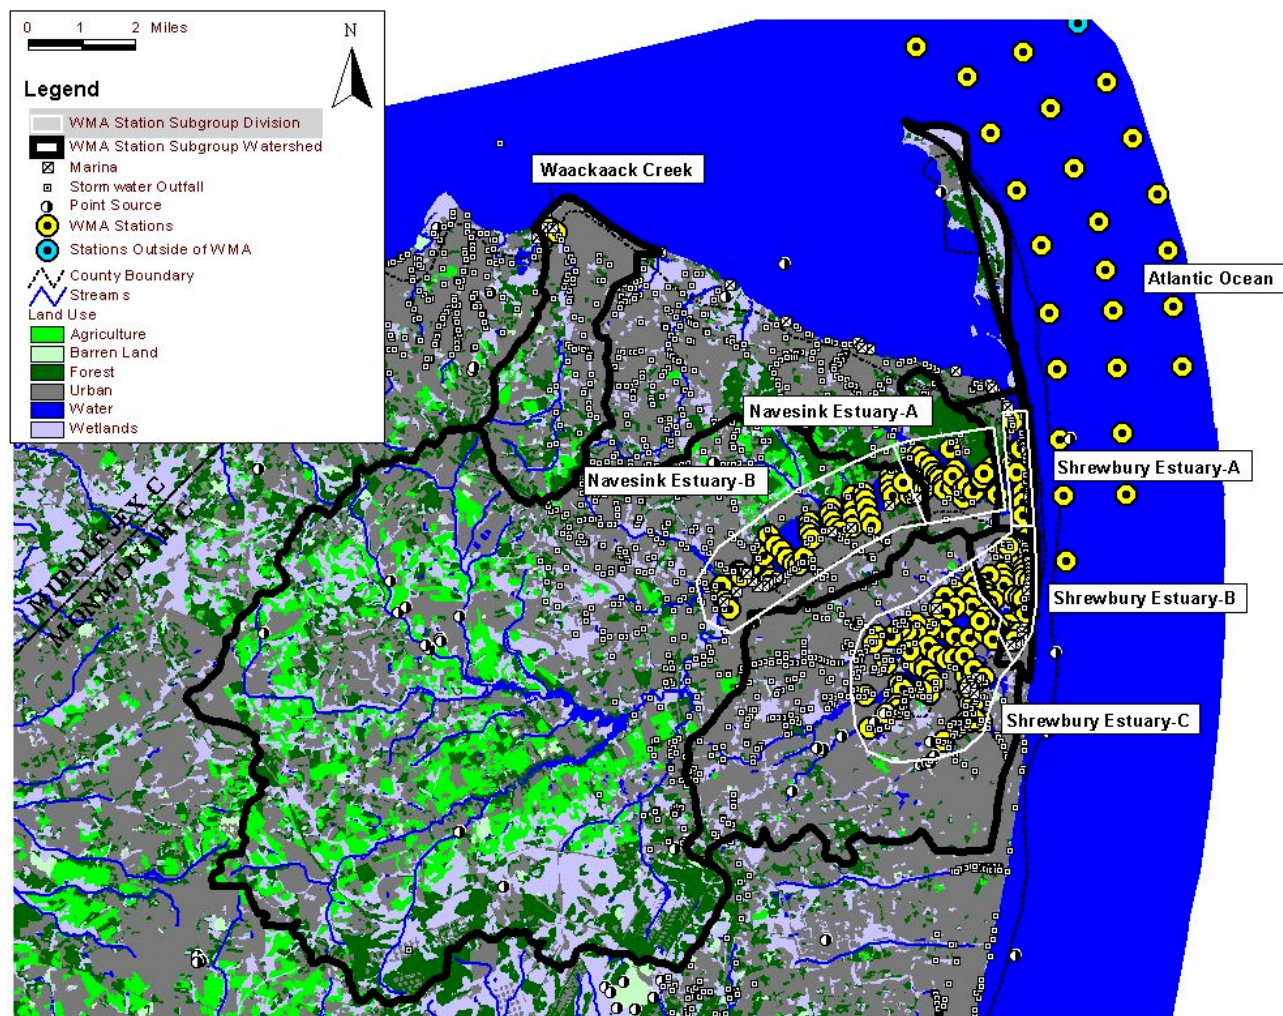 0 1 2 Miles
N
Legend
WMA Station Subgroup Division
WMA Station Subgroup Watershed
Marina
Storm water Outfall
Point Source
WMA Stations
Stations Outside of WMA
County Boundary
Streams
Land Use
Agriculture
Barren Land
Forest
Urban
Water
Wetlands
Waackaack Creek
Atlantic Ocean
Navesink Estuary-A
Shrewbury Estuary-A
Navesink Estuary-B
MIDDLESEX C
MONMOUTH C
Shrewbury Estuary-B
Shrewbury Estuary-C